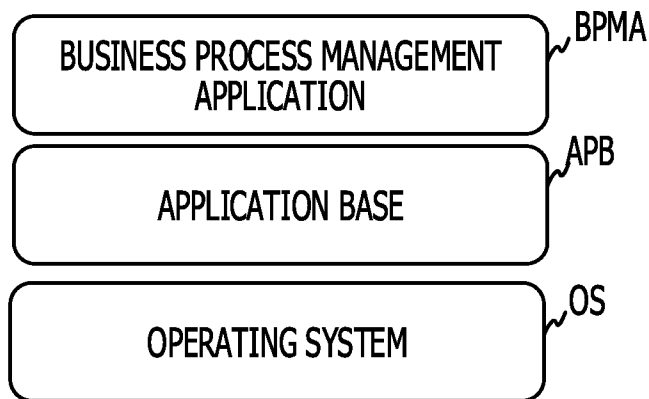 BPMA
BUSINESS PROCESS MANAGEMENT
APPLICATION
APB
APPLICATION BASE
OS
OPERATING SYSTEM